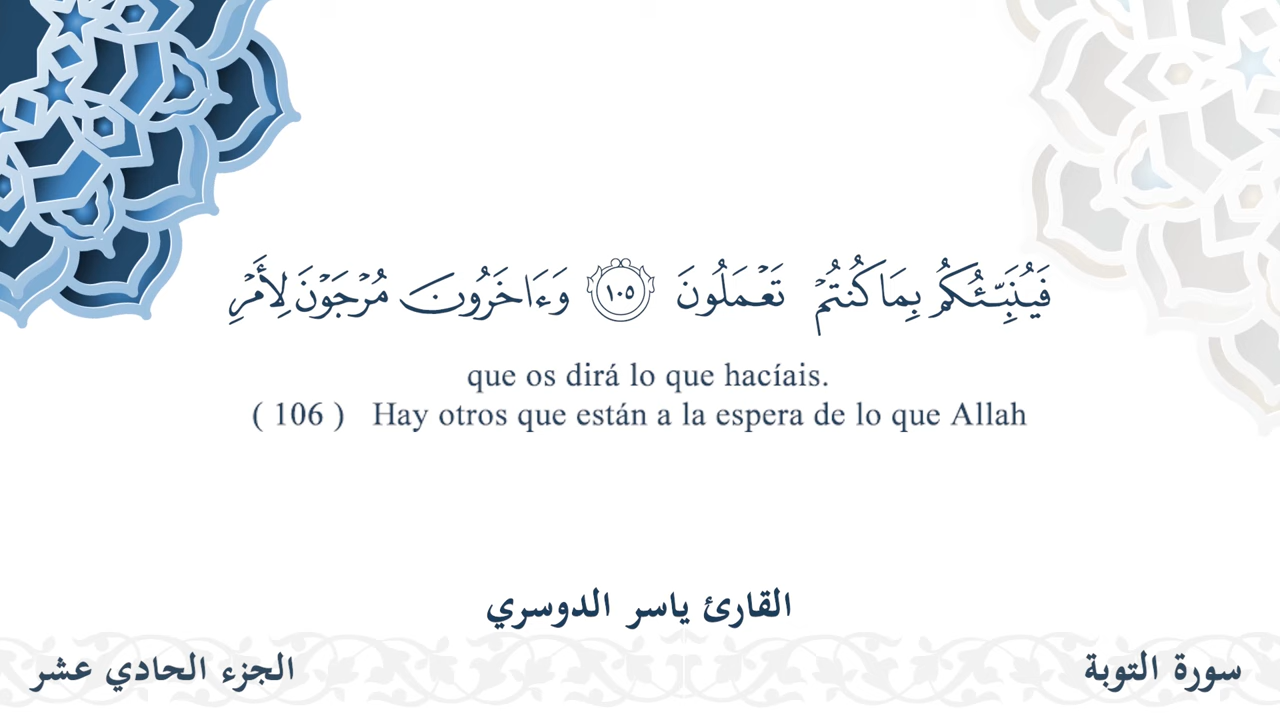 فَيُنَبِّئُكُم بِمَا كُنتُمْ تَعْمَلُونَ ١٠٥ وَءَاخَرُونَ مُرْجَوْنَ لِأَمْرِ
que os dirá lo que hacíais.
( 106 ) Hay otros que están a la espera de lo que Allah
القارئ ياسر الدوسري
سورة التوبة
الجزء الحادي عشر